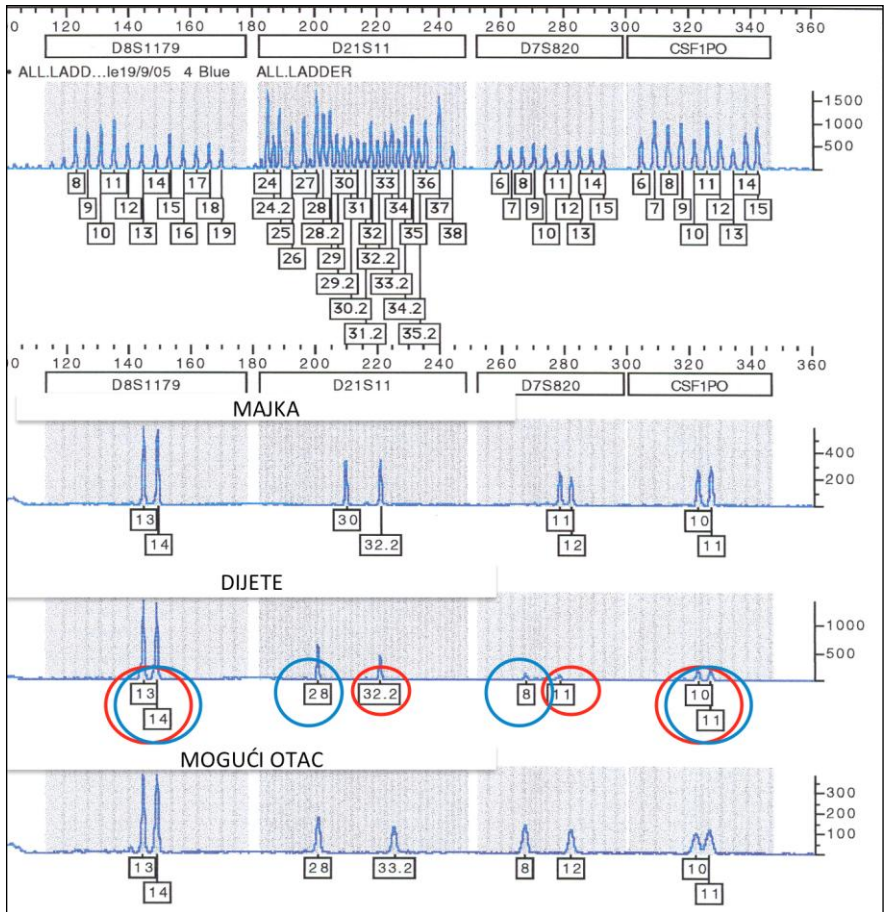 120 140 160 180 200 220 240 260 280 300 320 340 360
D8S1179 D21S11 D7S820 CSF1PO
• ALL.LADD...le19/9/05 4 Blue ALL.LADDER
1500
1000
500
8 11 14 17 24 27 30 33 36 6 8 11 14 6 8 11 14
9 12 15 18 24.2 28 31 34 37 7 9 12 15 7 9 12 15
10 13 16 19 25 28.2 32 35 38 10 13 10 13
26 29 32.2 35.2
29.2 33.2
30.2 34.2
31.2 35.2
00 120 140 160 180 200 220 240 260 280 300 320 340 360
D8S1179 D21S11 D7S820 CSF1PO
MAJKA
400
200
13 30 11 10
14 32.2 12 11
DIJETE
1000
500
13 28 32.2 8 11 10
14 11
MOGUĆI OTAC
300
200
100
13 28 33.2 8 12 10
14 11